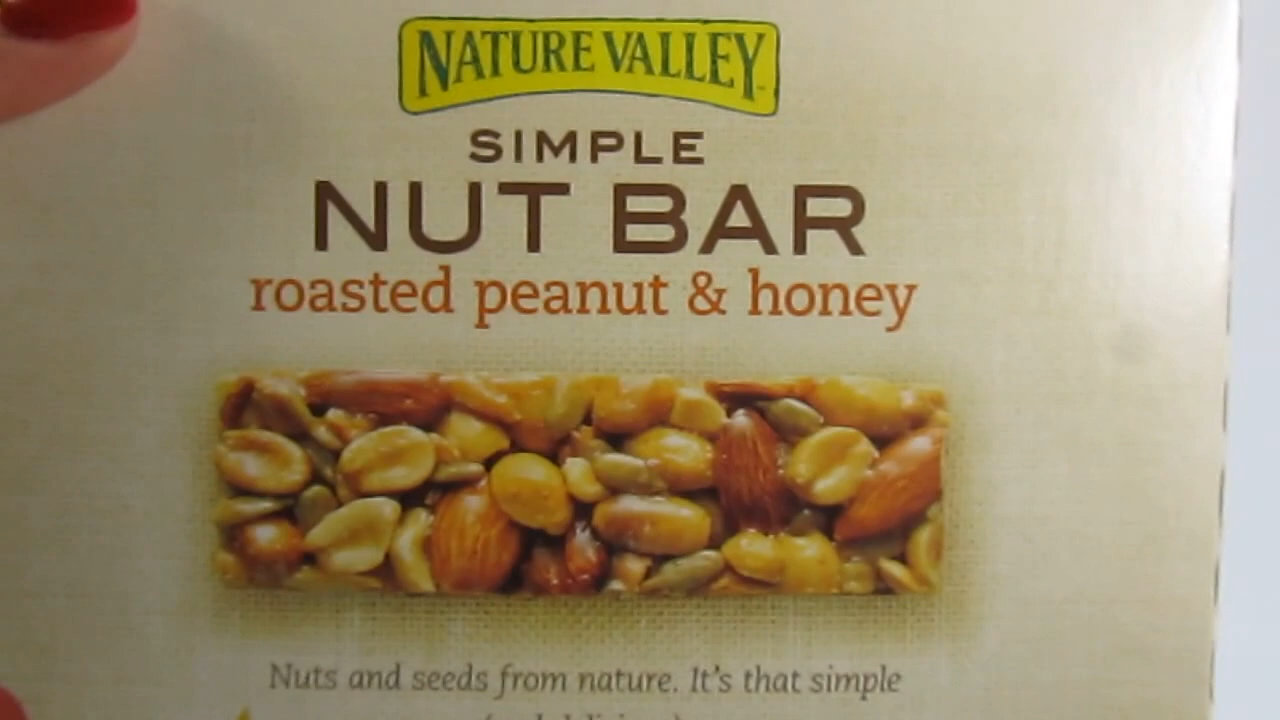 NATURE VALLEY
SIMPLE
NUT BAR
roasted peanut & honey
Nuts and seeds from nature. It's that simple